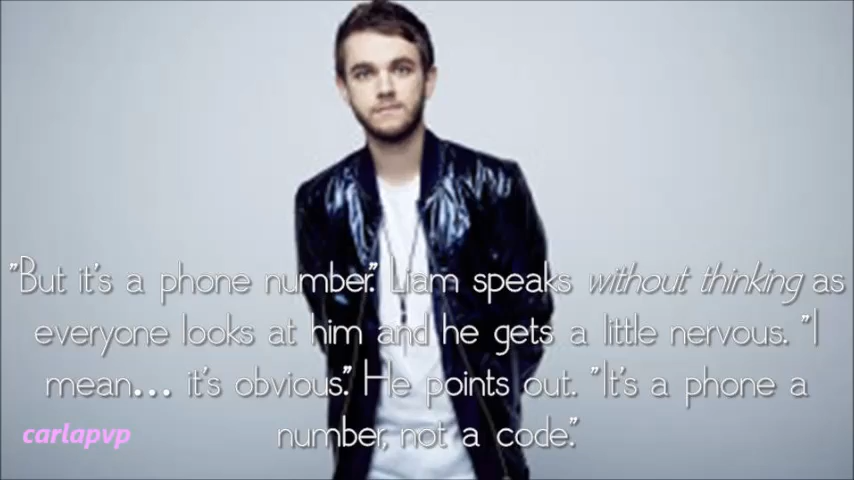 "But it's a phone number." Liam speaks without thinking as
everyone looks at him and he gets a little nervous. "I
mean... it's obvious." He points out. "It's a phone a
number, not a code."
carlapvp